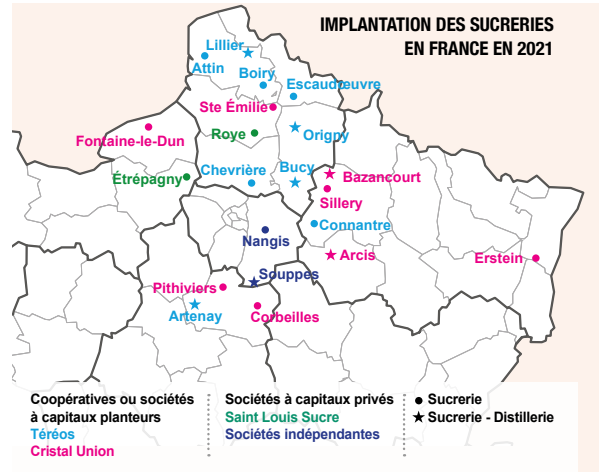 IMPLANTATION DES SUCRERIES
EN FRANCE EN 2021
Lillier
Attin
Boiry
Escaudœuvre
Ste Émilie
Fontaine-le-Dun
Roye
Origny
Étrépagny
Chevrière
Bucy
Bazancourt
Sillery
Connantre
Nangis
Arcis
Erstein
Souppes
Pithiviers
Artenay
Corbeilles
Coopératives ou sociétés
à capitaux planteurs
Téréos
Cristal Union
Sociétés à capitaux privés
Saint Louis Sucre
Sociétés indépendantes
Sucrerie
Sucrerie - Distillerie